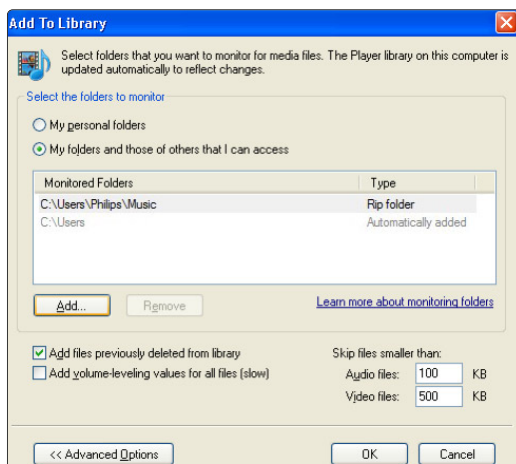 Add To Library
Select folders that you want to monitor for media files. The Player library on this computer is
updated automatically to reflect changes.
Select the folders to monitor
My personal folders
My folders and those of others that I can access
Monitored Folders Type
C:\Users\Philips\Music Rip folder
C:\Users Automatically added
Add... Remove Learn more about monitoring folders
Add files previously deleted from library Skip files smaller than:
Add volume-leveling values for all files (slow) Audio files: 100 KB
Video files: 500 KB
<< Advanced Options OK Cancel